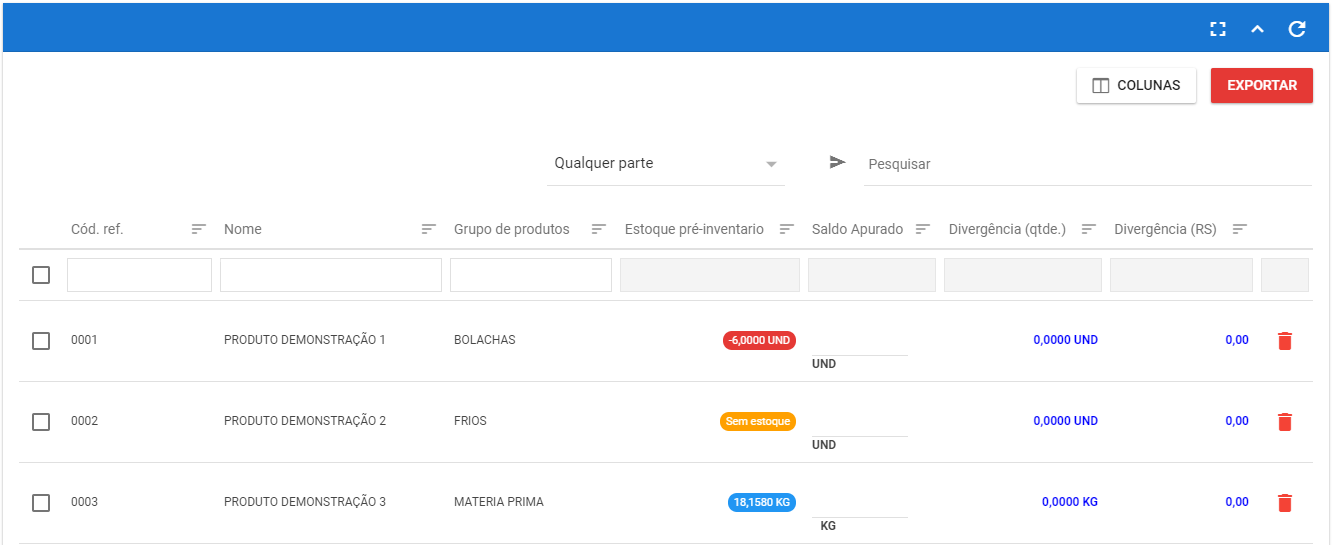 COLUNAS EXPORTAR
Qualquer parte Pesquisar
Cód. ref. Nome Grupo de produtos Estoque pré-inventario Saldo Apurado Divergência (qtde.) Divergência (RS)
0001 PRODUTO DEMONSTRAÇÃO 1 BOLACHAS -6,0000 UND UND 0,0000 UND 0,00
0002 PRODUTO DEMONSTRAÇÃO 2 FRIOS Sem estoque UND 0,0000 UND 0,00
0003 PRODUTO DEMONSTRAÇÃO 3 MATERIA PRIMA 18,1580 KG KG 0,0000 KG 0,00